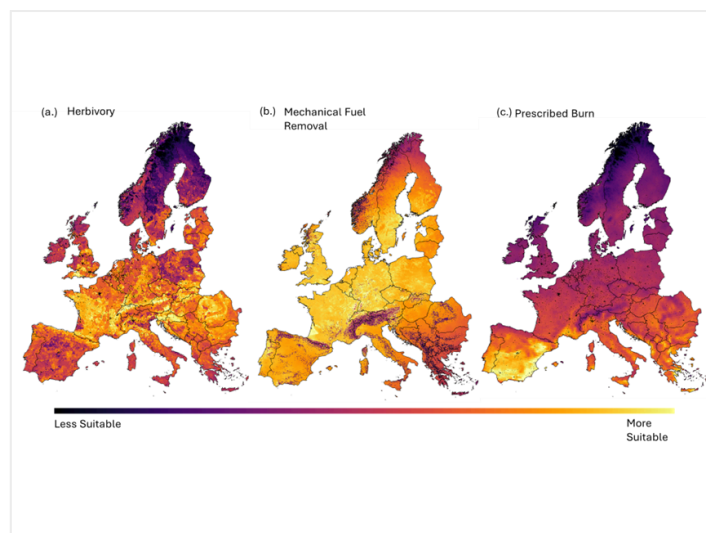 (a.) Herbivory
(b.) Mechanical Fuel
Removal
(c.) Prescribed Burn
Less Suitable
More
Suitable